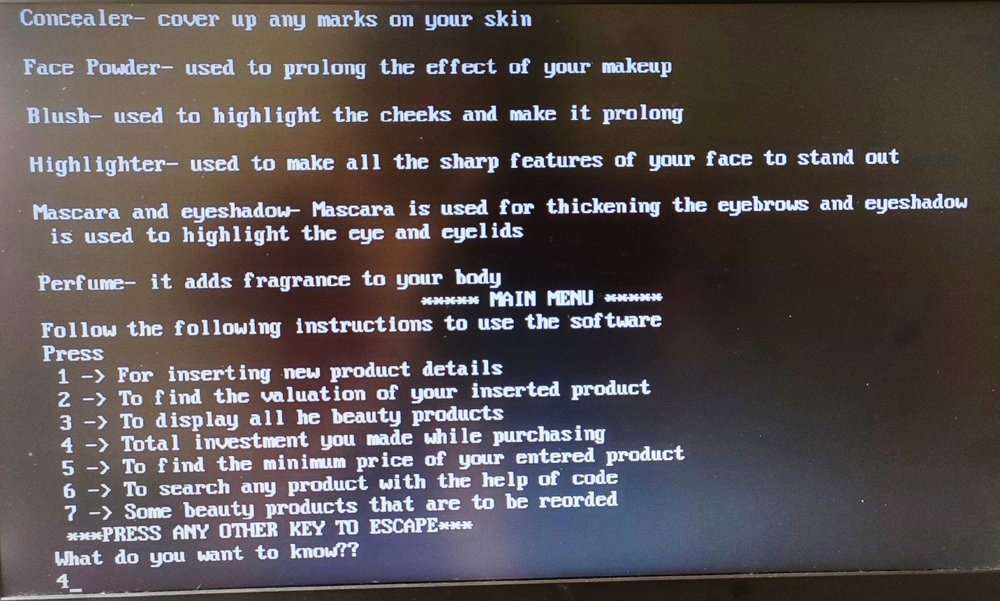 Concealer- cover up any marks on your skin
Face Powder- used to prolong the effect of your makeup
Blush- used to highlight the cheeks and make it prolong
Highlighter- used to make all the sharp features of your face to stand out
Mascara and eyeshadow- Mascara is used for thickening the eyebrows and eyeshadow
is used to highlight the eye and eyelids
Perfume- it adds fragrance to your body
***** MAIN MENU *****
Follow the following instructions to use the software
Press
1 -> For inserting new product details
2 -> To find the valuation of your inserted product
3 -> To display all he beauty products
4 -> Total investment you made while purchasing
5 -> To find the minimum price of your entered product
6 -> To search any product with the help of code
7 -> Some beauty products that are to be reorded
***PRESS ANY OTHER KEY TO ESCAPE***
What do you want to know??
4_